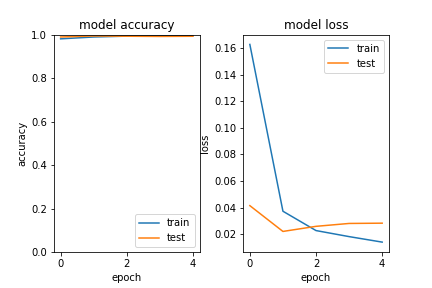 model accuracy
1.0
0.8
0.6
0.4
0.2
0.0
accuracy
0
2
4
epoch
train
test
model loss
0.16
0.14
0.12
0.10
0.08
0.06
0.04
0.02
loss
0
2
4
epoch
train
test